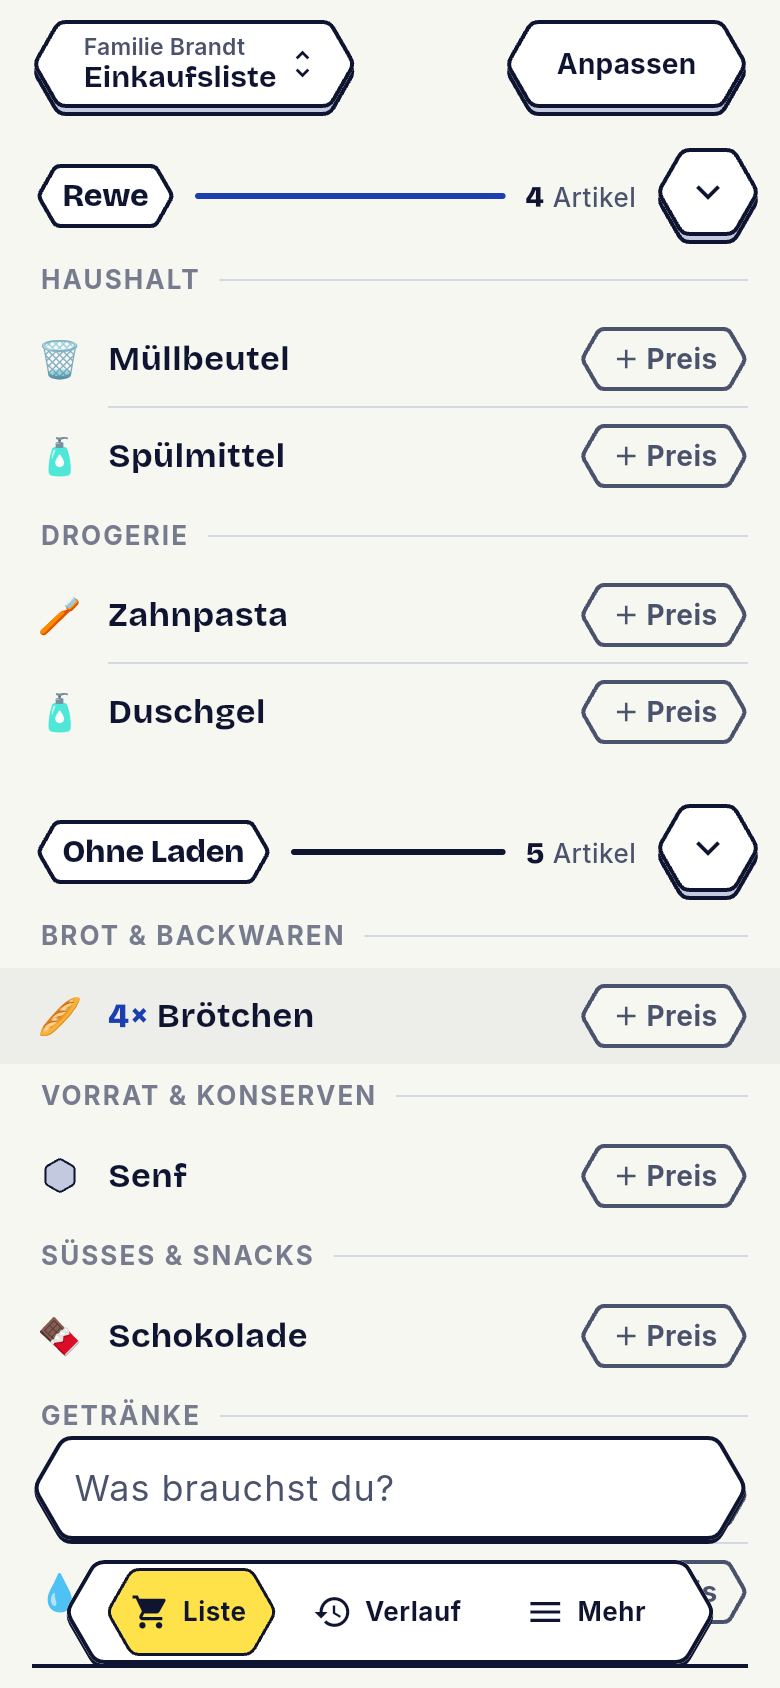 Familie Brandt
Einkaufsliste
Anpassen
Rewe 4 Artikel
HAUSHALT
Müllbeutel + Preis
Spülmittel + Preis
DROGERIE
Zahnpasta + Preis
Duschgel + Preis
Ohne Laden 5 Artikel
BROT & BACKWAREN
4× Brötchen + Preis
VORRAT & KONSERVEN
Senf + Preis
SÜSSES & SNACKS
Schokolade + Preis
GETRÄNKE
Was brauchst du?
Liste Verlauf Mehr